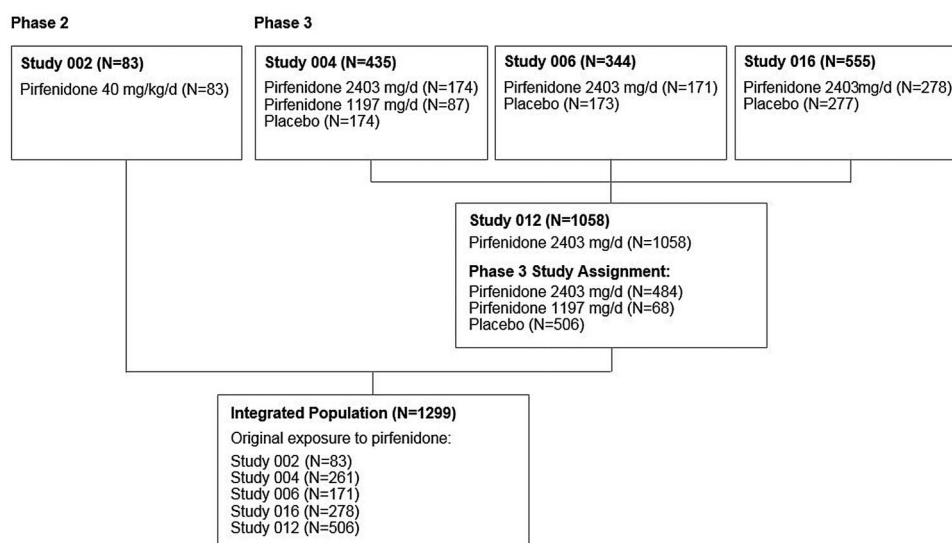 Phase 2
Phase 3
Study 002 (N=83)
Pirfenidone 40 mg/kg/d (N=83)
Study 004 (N=435)
Pirfenidone 2403 mg/d (N=174)
Pirfenidone 1197 mg/d (N=87)
Placebo (N=174)
Study 006 (N=344)
Pirfenidone 2403 mg/d (N=171)
Placebo (N=173)
Study 016 (N=555)
Pirfenidone 2403mg/d (N=278)
Placebo (N=277)
Study 012 (N=1058)
Pirfenidone 2403 mg/d (N=1058)
Phase 3 Study Assignment:
Pirfenidone 2403 mg/d (N=484)
Pirfenidone 1197 mg/d (N=68)
Placebo (N=506)
Integrated Population (N=1299)
Original exposure to pirfenidone:
Study 002 (N=83)
Study 004 (N=261)
Study 006 (N=171)
Study 016 (N=278)
Study 012 (N=506)